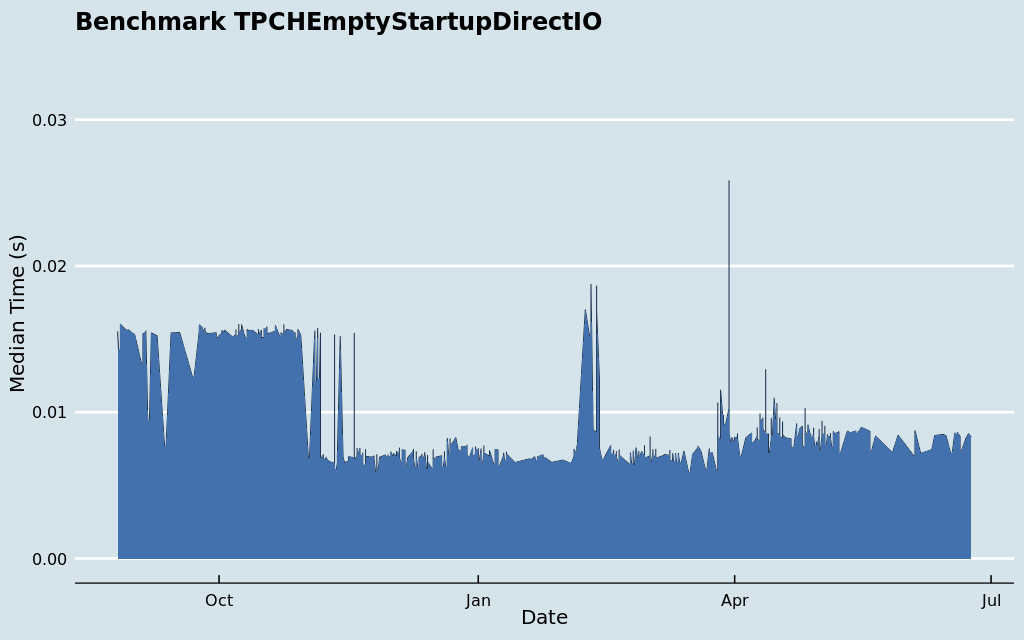 Benchmark TPCHEmptyStartupDirectIO
Median Time (s)
0.03
0.02
0.01
0.00
Oct
Jan
Apr
Jul
Date